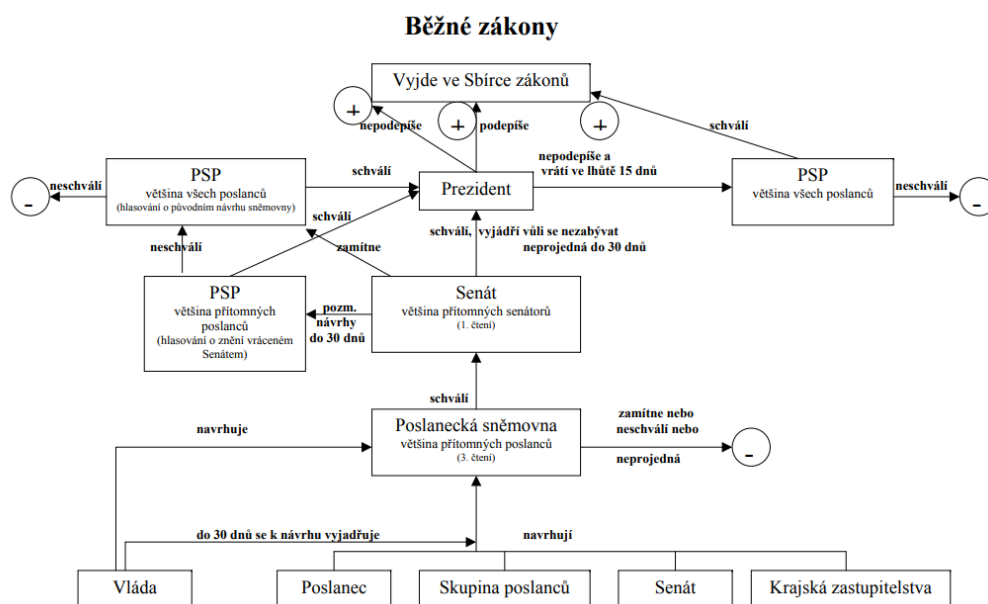 Běžné zákony
Vyjde ve Sbírce zákonů
+
+
+
nepodepíše
podepíše
schválí
nepodepíše a
vrátí ve lhůtě 15 dnů
PSP
většina všech poslanců
(hlasování o původním návrhu sněmovny)
neschválí
-
schválí
Prezident
PSP
většina všech poslanců
neschválí
-
schválí
schválí, vyjádří vůli se nezabývat
neprojedná do 30 dnů
neschválí
zamítne
PSP
většina přítomných
poslanců
(hlasování o znění vráceném
Senátem)
pozm.
návrhy
do 30 dnů
Senát
většina přítomných senátorů
(1. čtení)
schválí
navrhuje
Poslanecká sněmovna
většina přítomných poslanců
(3. čtení)
zamítne nebo
neschválí nebo
neprojedná
-
do 30 dnů se k návrhu vyjadřuje
navrhují
Vláda
Poslanec
Skupina poslanců
Senát
Krajská zastupitelstva